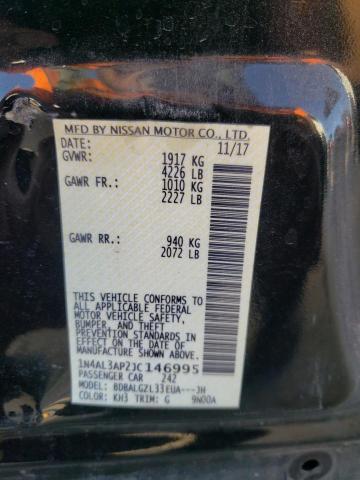 MFD BY NISSAN MOTOR CO., LTD.
DATE: 11/17
GVWR: 1917 KG
4226 LB
GAWR FR.: 1010 KG
2227 LB
GAWR RR.: 940 KG
2072 LB
THIS VEHICLE CONFORMS TO
ALL APPLICABLE FEDERAL
MOTOR VEHICLE SAFETY,
BUMPER, AND THEFT
PREVENTION STANDARDS
IN EFFECT ON THE DATE OF
MANUFACTURE SHOWN ABOVE.
1N4AL3AP2JC146995
PASSENGER CAR 242
MODEL: BDBALGZL33EUA---JH
COLOR: KH3 TRIM: G 9N00A